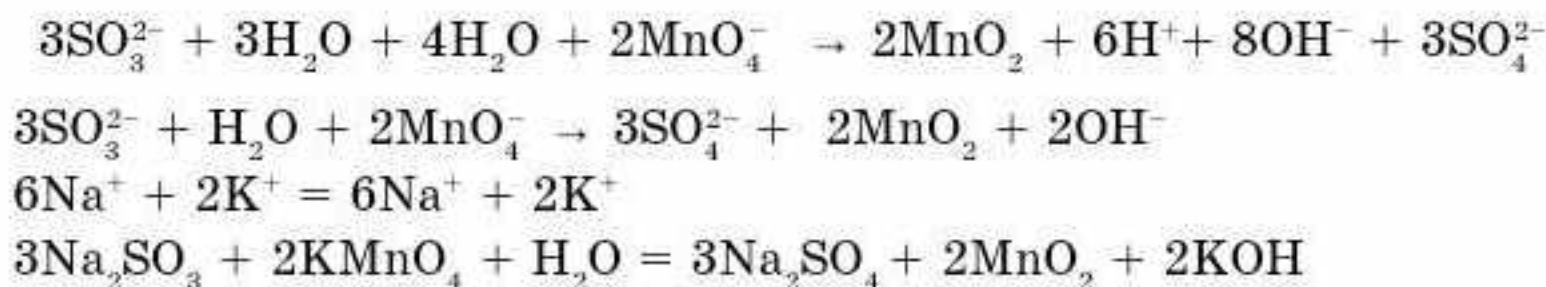 3SO₃²⁻ + 3H₂O + 4H₂O + 2MnO₄⁻ → 2MnO₂ + 6H⁺+ 8OH⁻ + 3SO₄²⁻
3SO₃²⁻ + H₂O + 2MnO₄⁻ → 3SO₄²⁻ + 2MnO₂ + 2OH⁻
6Na⁺ + 2K⁺ = 6Na⁺ + 2K⁺
3Na₂SO₃ + 2KMnO₄ + H₂O = 3Na₂SO₄ + 2MnO₂ + 2KOH